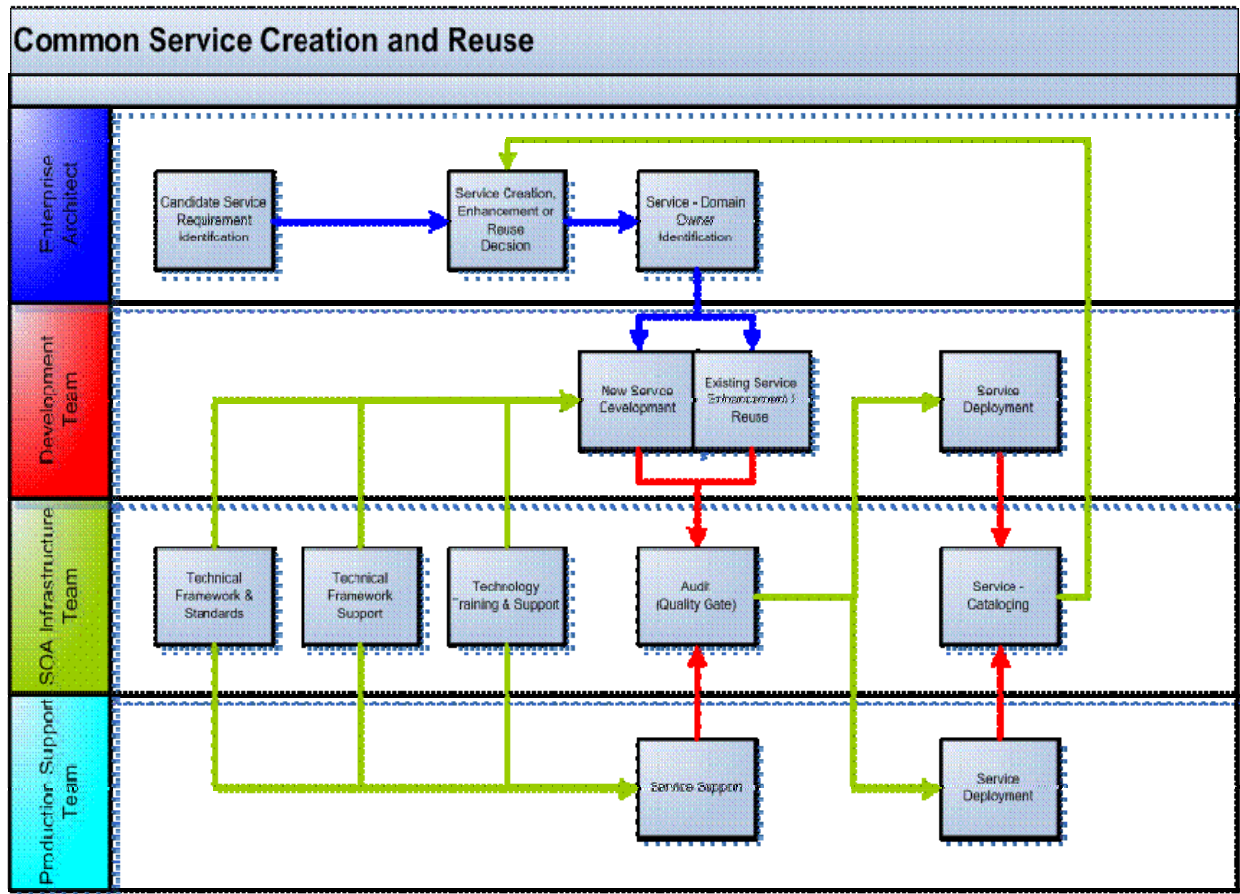 Common Service Creation and Reuse
Enterprise
Architect
Candidate Service
Requirement
Identification
Service Creation,
Enhancement or
Reuse
Decsion
Service - Domain
Owner
Identification
Development
Team
New Service
Development
Existing Service
Enhancement /
Reuse
Service
Deployment
SOA Infrastructure
Team
Technical
Framework &
Standards
Technical
Framework
Support
Technology
Training & Support
Audit
(Quality Gate)
Service -
Cataloging
Production Support
Team
Service Support
Service
Deployment